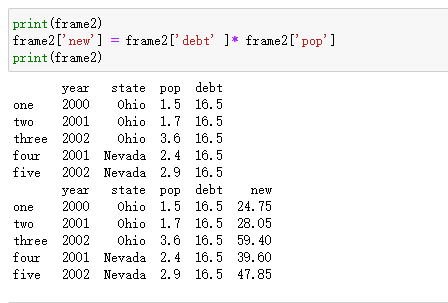 print(frame2)
frame2['new'] = frame2['debt' ]* frame2['pop']
print(frame2)
year state pop debt
one 2000 Ohio 1.5 16.5
two 2001 Ohio 1.7 16.5
three 2002 Ohio 3.6 16.5
four 2001 Nevada 2.4 16.5
five 2002 Nevada 2.9 16.5
year state pop debt new
one 2000 Ohio 1.5 16.5 24.75
two 2001 Ohio 1.7 16.5 28.05
three 2002 Ohio 3.6 16.5 59.40
four 2001 Nevada 2.4 16.5 39.60
five 2002 Nevada 2.9 16.5 47.85